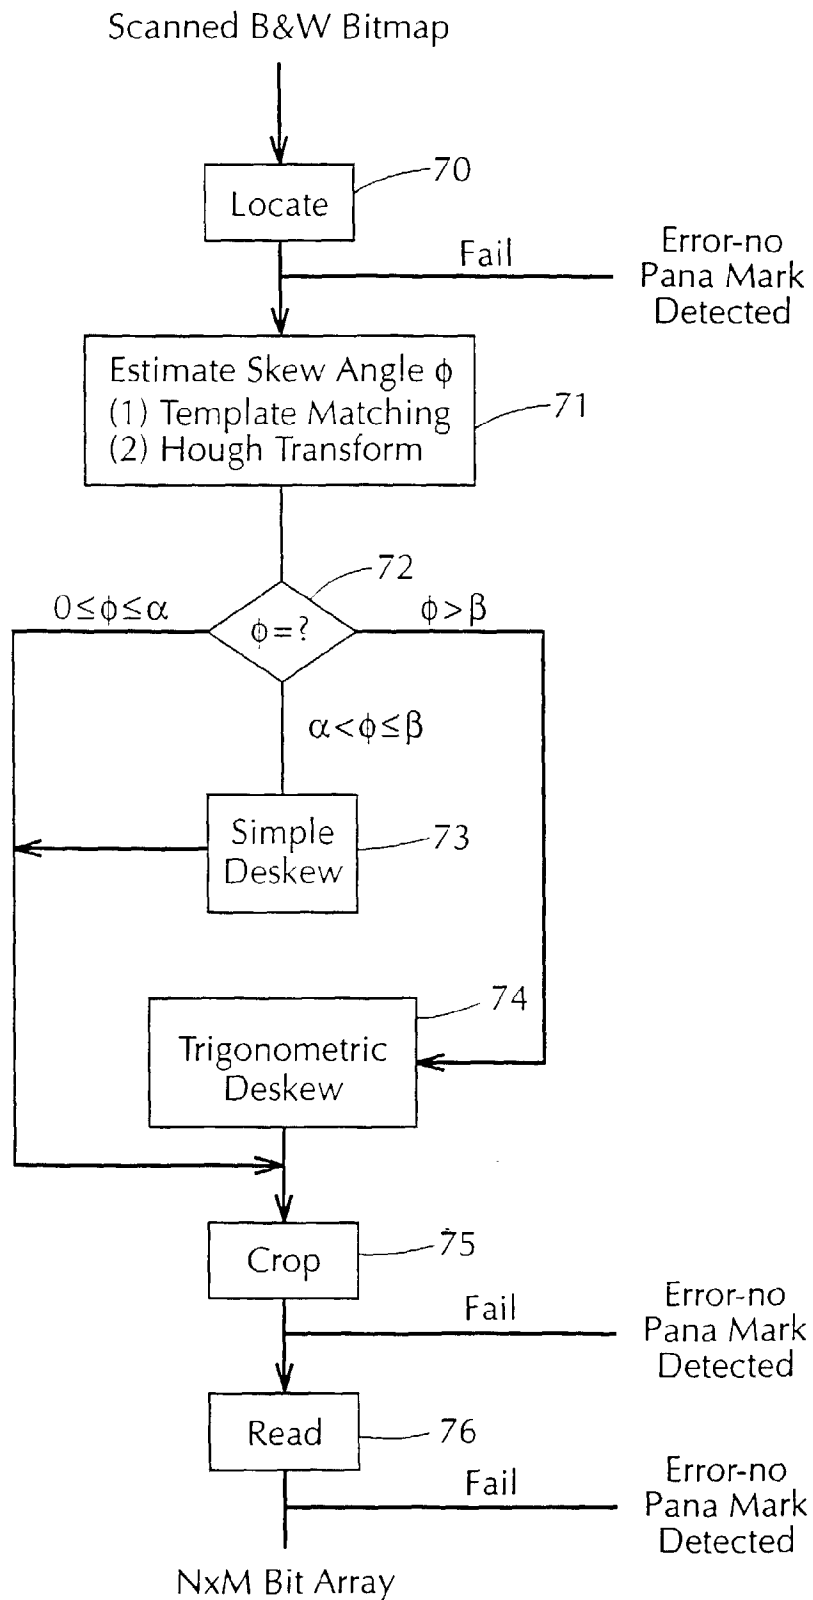 Scanned B&W Bitmap
70
Locate
Fail
Error-no
Pana Mark
Detected
Estimate Skew Angle ϕ
(1) Template Matching
(2) Hough Transform
71
72
0≤ϕ≤α
ϕ=?
ϕ>β
α<ϕ≤β
Simple
Deskew
73
74
Trigonometric
Deskew
75
Crop
Fail
Error-no
Pana Mark
Detected
Read
76
Fail
Error-no
Pana Mark
Detected
NxM Bit Array